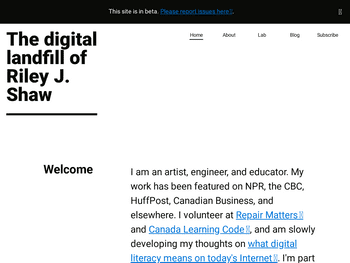 This site is in beta. Please report issues here.
The digital
landfill of
Riley J.
Shaw
Home About Lab Blog Subscribe
Welcome
I am an artist, engineer, and educator. My
work has been featured on NPR, the CBC,
HuffPost, Canadian Business, and
elsewhere. I volunteer at Repair Matters
and Canada Learning Code, and am slowly
developing my thoughts on what digital
literacy means on today's Internet. I'm part